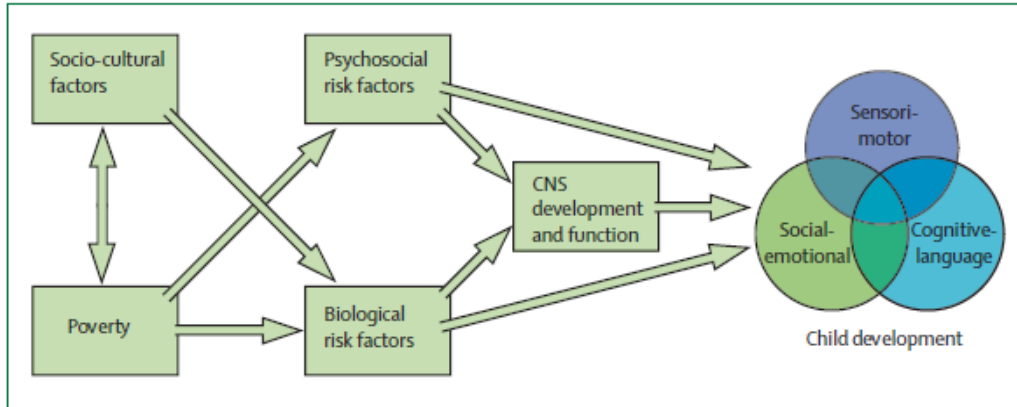 Socio-cultural
factors
Psychosocial
risk factors
Sensori-
motor
CNS
development
and function
Social-
emotional
Cognitive-
language
Poverty
Biological
risk factors
Child development